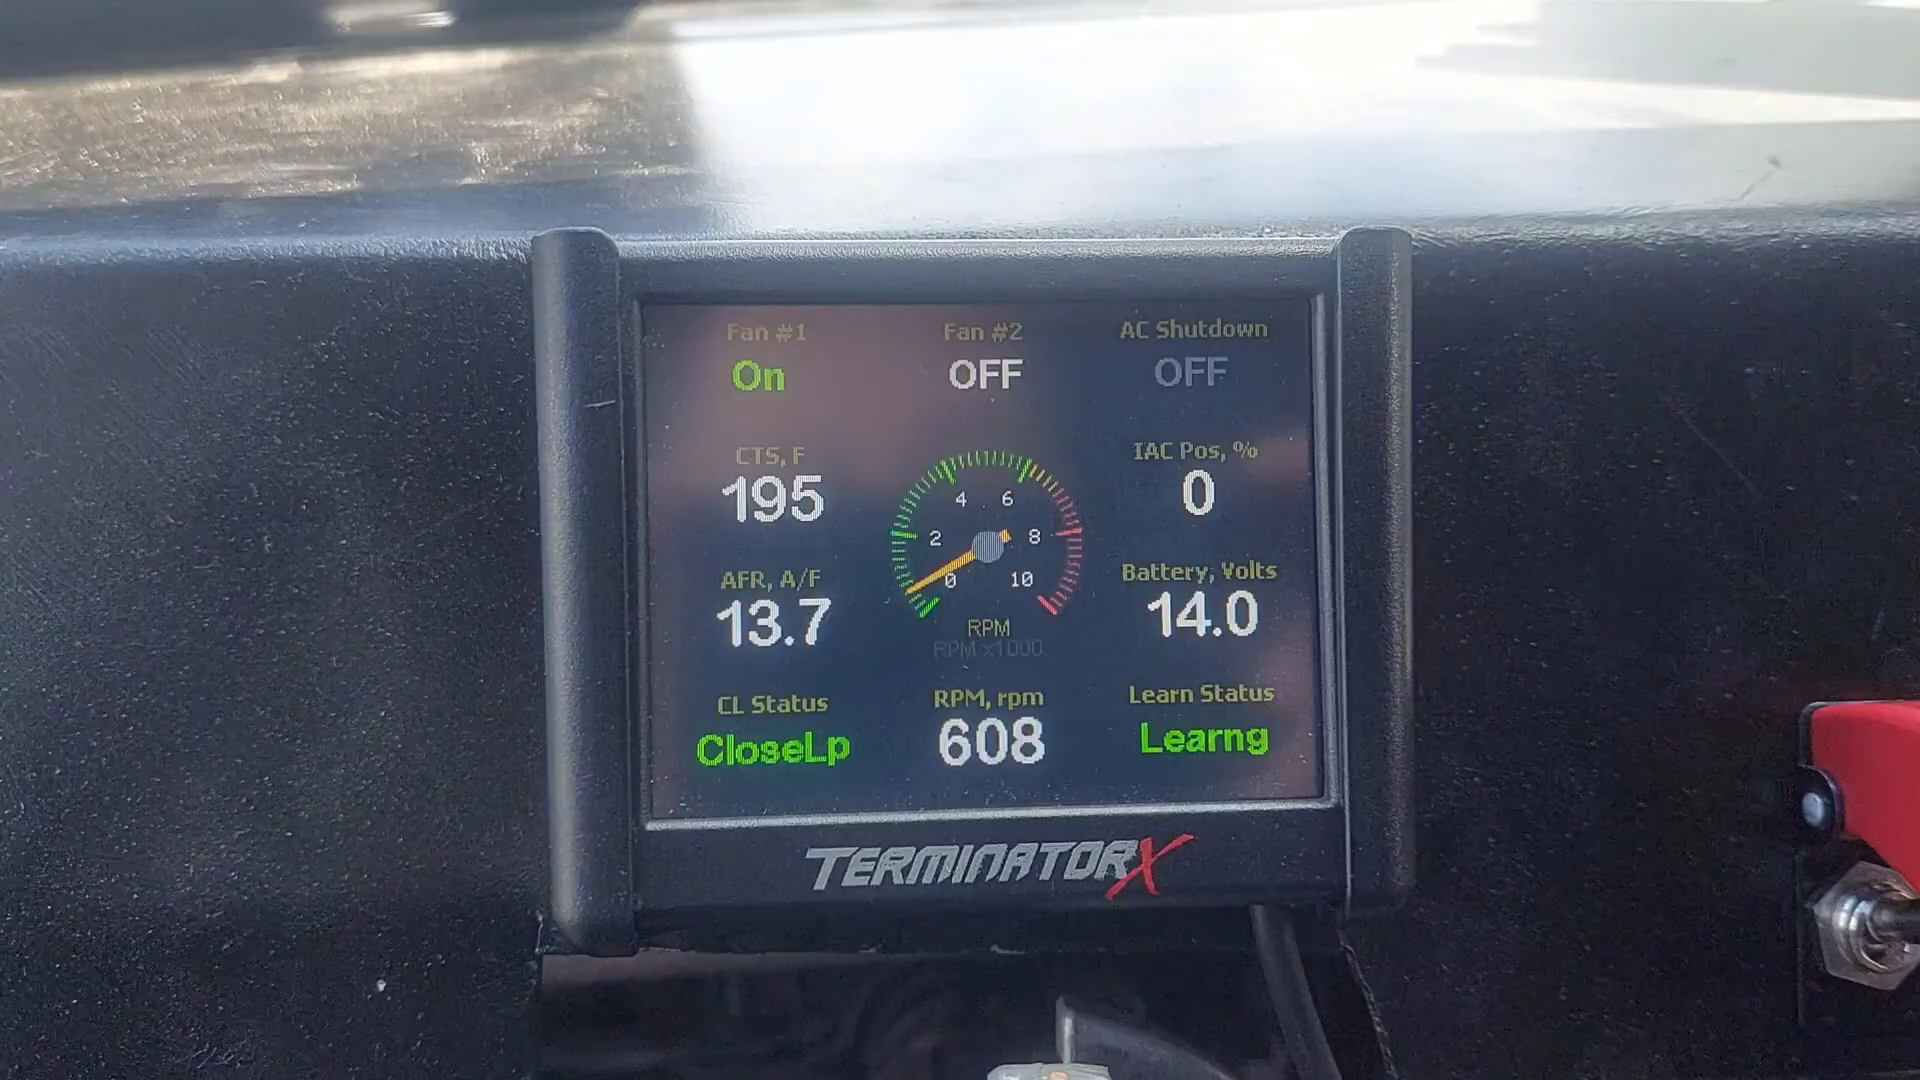 Fan #1 Fan #2 AC Shutdown
On OFF OFF
CTS, F IAC Pos, %
195 0
4 6
2 8
0 10
AFR, A/F Battery, Volts
13.7 14.0
RPM
RPM x1000
CL Status RPM, rpm Learn Status
CloseLp 608 Learng
TERMINATOR X